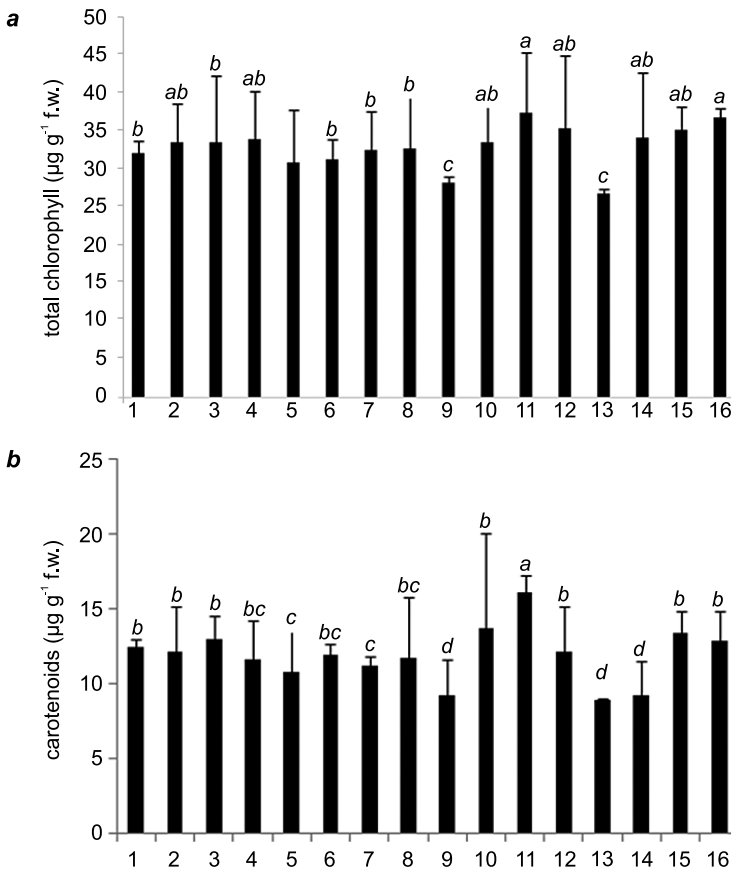 a
50
45
40
35
30
25
20
15
10
5
0
total chlorophyll (µg g⁻¹ f.w.)
b ab b ab b b b c ab a ab c ab ab a
1 2 3 4 5 6 7 8 9 10 11 12 13 14 15 16
b
25
20
15
10
5
0
carotenoids (µg g⁻¹ f.w.)
b b b bc c bc c bc d b a b d d b b
1 2 3 4 5 6 7 8 9 10 11 12 13 14 15 16